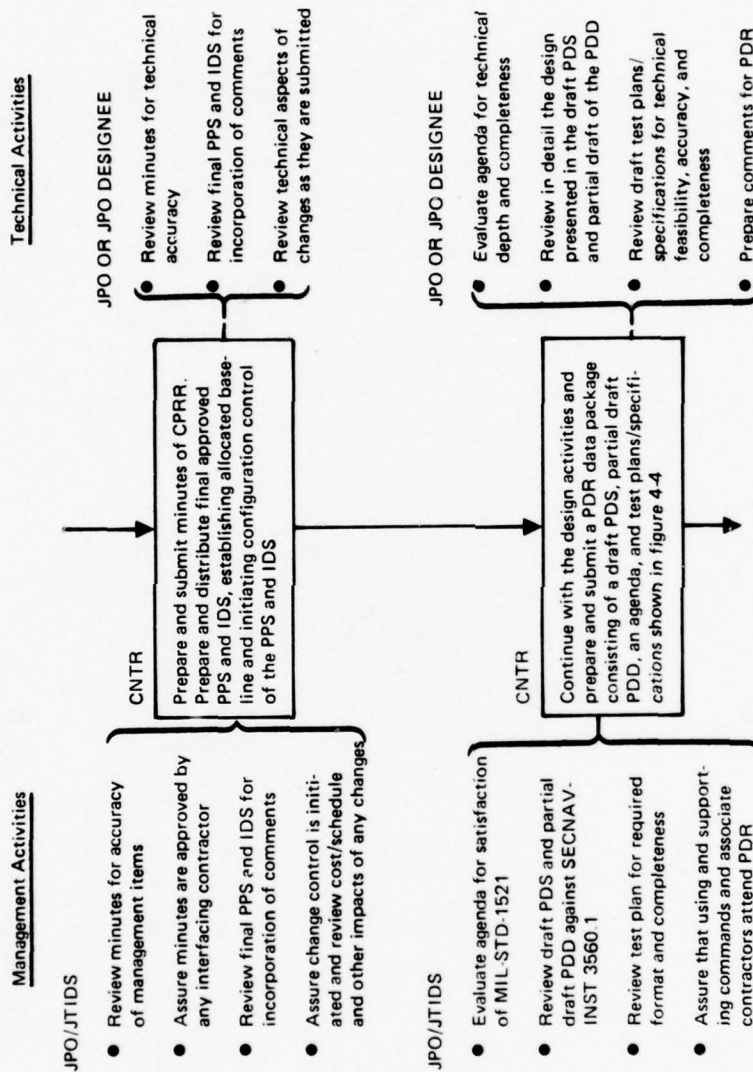 Management Activities
Technical Activities
JPO/JTIDS
● Review minutes for accuracy
of management items
● Assure minutes are approved by
any interfacing contractor
● Review final PPS and IDS for
incorporation of comments
● Assure change control is initi-
ated and review cost/schedule
and other impacts of any changes
CNTR
Prepare and submit minutes of CPRR.
Prepare and distribute final approved
PPS and IDS, establishing allocated base-
line and initiating configuration control
of the PPS and IDS
JPO OR JPO DESIGNEE
● Review minutes for technical
accuracy
● Review final PPS and IDS for
incorporation of comments
● Review technical aspects of
changes as they are submitted
JPO/JTIDS
● Evaluate agenda for satisfaction
of MIL-STD-1521
● Review draft PDS and partial
draft PDD against SECNAV-
INST 3560.1
● Review test plan for required
format and completeness
● Assure that using and support-
ing commands and associate
contractors attend PDR
CNTR
Continue with the design activities and
prepare and submit a PDR data package
consisting of a draft PDS, partial draft
PDD, an agenda, and test plans/specifi-
cations shown in figure 4-4
JPO OR JPO DESIGNEE
● Evaluate agenda for technical
depth and completeness
● Review in detail the design
presented in the draft PDS
and partial draft of the PDD
● Review draft test plans/
specifications for technical
feasibility, accuracy, and
completeness
● Prepare comments for PDR